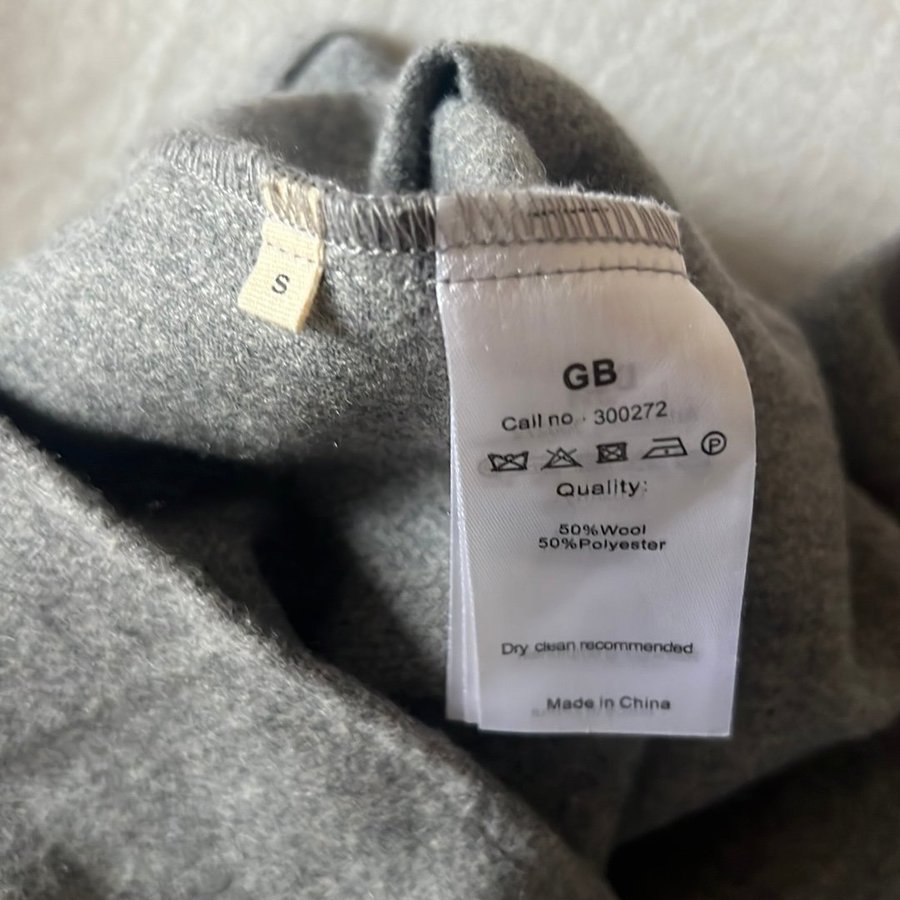 S
GB
Call no · 300272
P
Quality:
50%Wool
50%Polyester
Dry clean recommended
Made in China